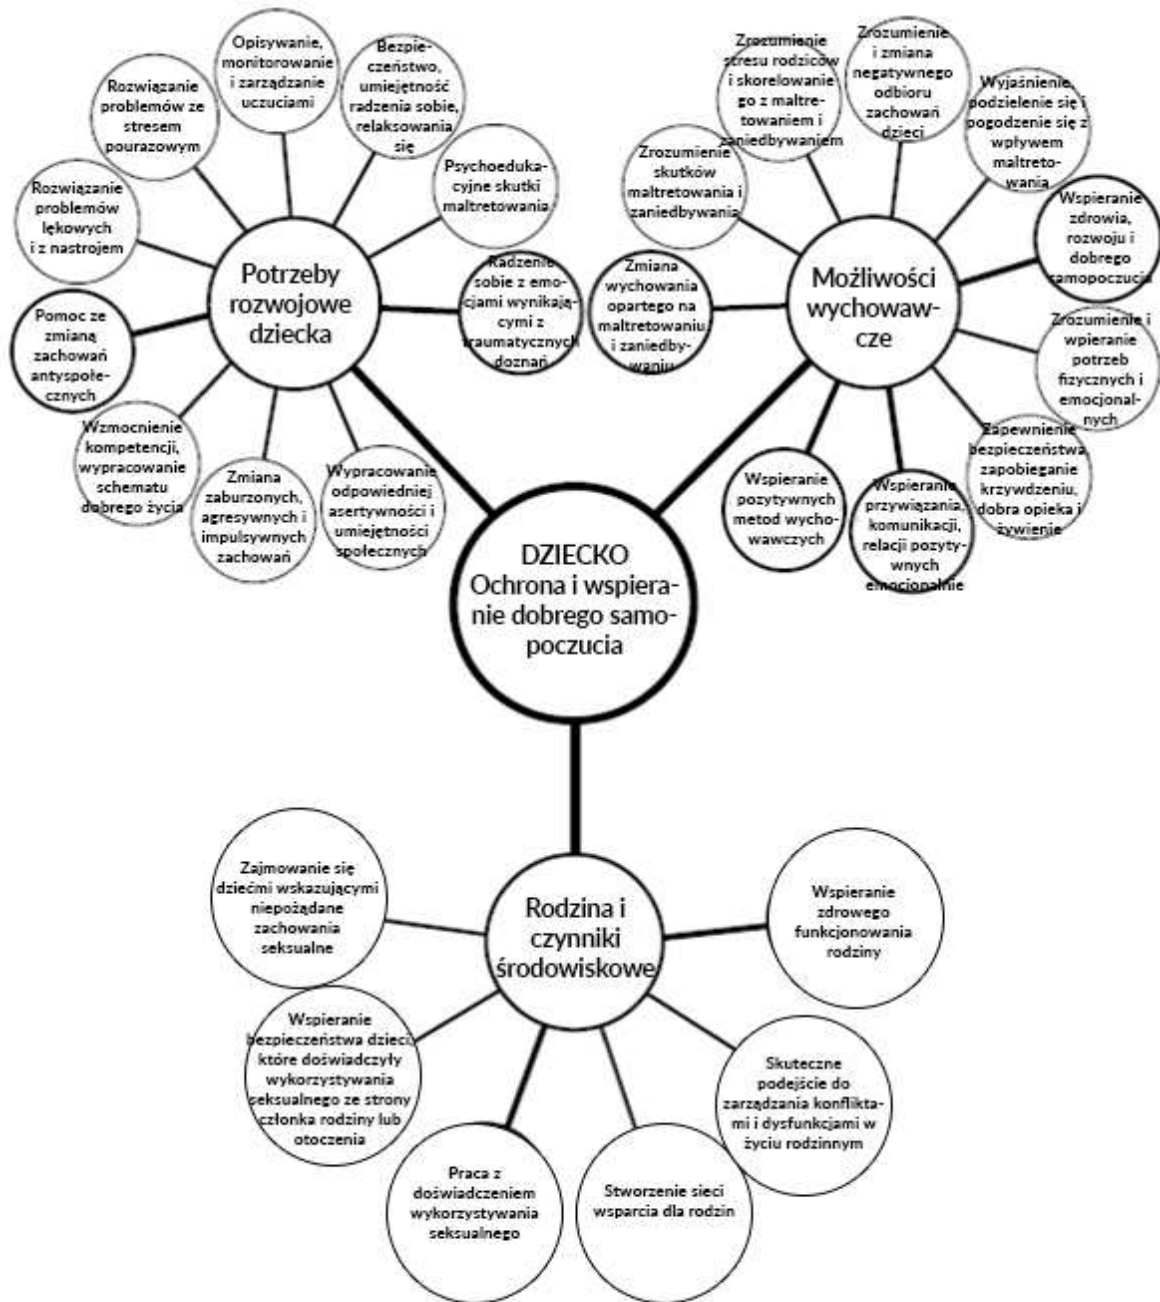 Opisywanie,
monitorowanie
i zarządzanie
uczuciami
Bezpie-
czeństwo,
umiejętność
radzenia sobie,
relaksowania
się
Rozwiązanie
problemów ze
stresem
pourazowym
Psychoeduka-
cyjne skutki
maltretowania
Rozwiązanie
problemów
lękowych
i z nastrojem
Radzenie
sobie z emo-
cjami wynikają-
cymi z
traumatycznych
doznań
Potrzeby
rozwojowe
dziecka
Pomoc ze
zmianą
zachowań
antyspołe-
cznych
Wzmocnienie
kompetencji,
wypracowanie
schematu
dobrego życia
Zmiana
zaburzonych,
agresywnych i
impulsywnych
zachowań
Wypracowanie
odpowiedniej
asertywności i
umiejętności
społecznych
Zrozumienie
stresu rodziców
i skorelowanie
go z maltre-
towaniem i
zaniedbywaniem
Zrozumienie
i zmiana
negatywnego
odbioru
zachowań
dzieci
Wyjaśnienie,
podzielenie się i
pogodzenie się z
wpływem
maltreto-
wania
Zrozumienie
skutków
maltretowania i
zaniedbywania
Wspieranie
zdrowia,
rozwoju i
dobrego
samopoczucia
Zmiana
wychowania
opartego na
maltretowaniu
i zaniedby-
waniu
Możliwości
wychowaw-
cze
Zrozumienie i
wpieranie
potrzeb
fizycznych i
emocjonal-
nych
Zapewnienie
bezpieczeństwa,
zapobieganie
krzywdzeniu,
dobra opieka i
żywienie
Wspieranie
pozytywnych
metod wycho-
wawczych
Wspieranie
przywiązania,
komunikacji,
relacji pozyty-
wnych
emocjonalnie
DZIECKO
Ochrona i wspiera-
nie dobrego samo-
poczucia
Zajmowanie się
dziećmi wskazującymi
niepożądane
zachowania
seksualne
Rodzina i
czynniki
środowiskowe
Wspieranie
zdrowego
funkcjonowania
rodziny
Wspieranie
bezpieczeństwa dzieci,
które doświadczyły
wykorzystywania
seksualnego ze strony
członka rodziny lub
otoczenia
Skuteczne
podejście do
zarządzania konflikta-
mi i dysfunkcjami w
życiu rodzinnym
Praca z
doświadczeniem
wykorzystywania
seksualnego
Stworzenie sieci
wsparcia dla rodzin